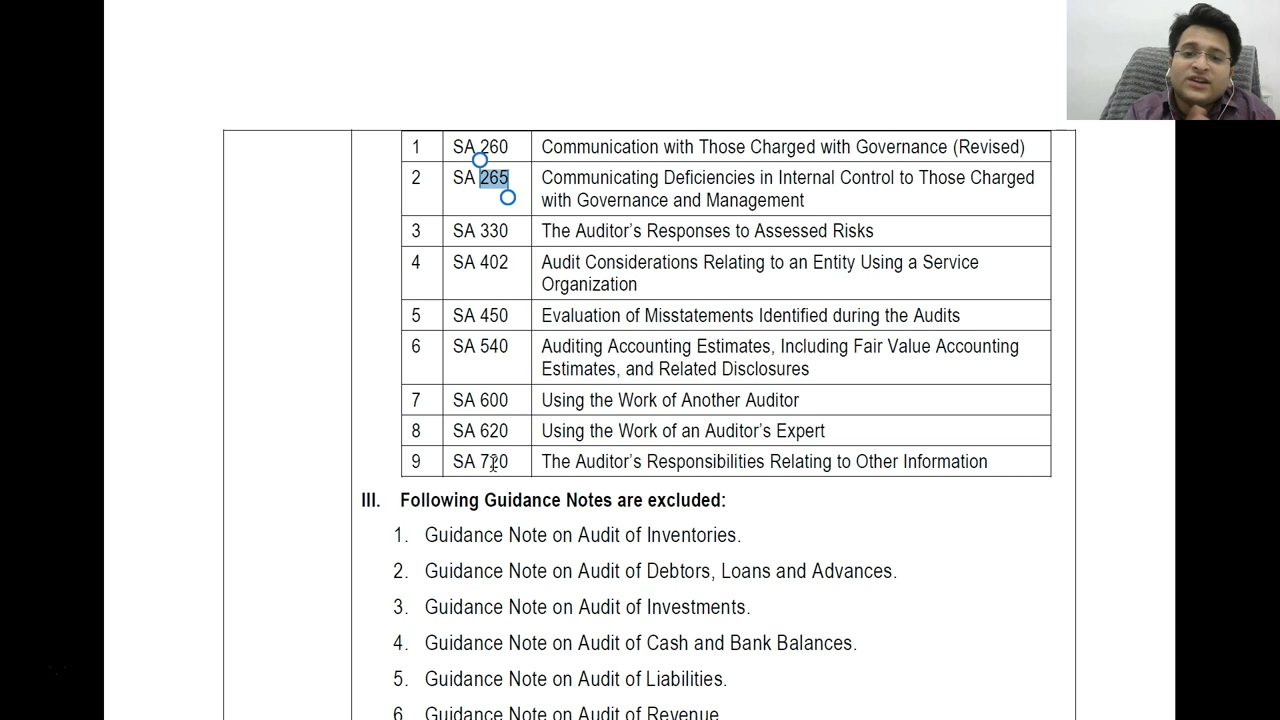 1 SA 260 Communication with Those Charged with Governance (Revised)
2 SA 265 Communicating Deficiencies in Internal Control to Those Charged
with Governance and Management
3 SA 330 The Auditor’s Responses to Assessed Risks
4 SA 402 Audit Considerations Relating to an Entity Using a Service
Organization
5 SA 450 Evaluation of Misstatements Identified during the Audits
6 SA 540 Auditing Accounting Estimates, Including Fair Value Accounting
Estimates, and Related Disclosures
7 SA 600 Using the Work of Another Auditor
8 SA 620 Using the Work of an Auditor’s Expert
9 SA 720 The Auditor’s Responsibilities Relating to Other Information
III. Following Guidance Notes are excluded:
1. Guidance Note on Audit of Inventories.
2. Guidance Note on Audit of Debtors, Loans and Advances.
3. Guidance Note on Audit of Investments.
4. Guidance Note on Audit of Cash and Bank Balances.
5. Guidance Note on Audit of Liabilities.
6. Guidance Note on Audit of Revenue